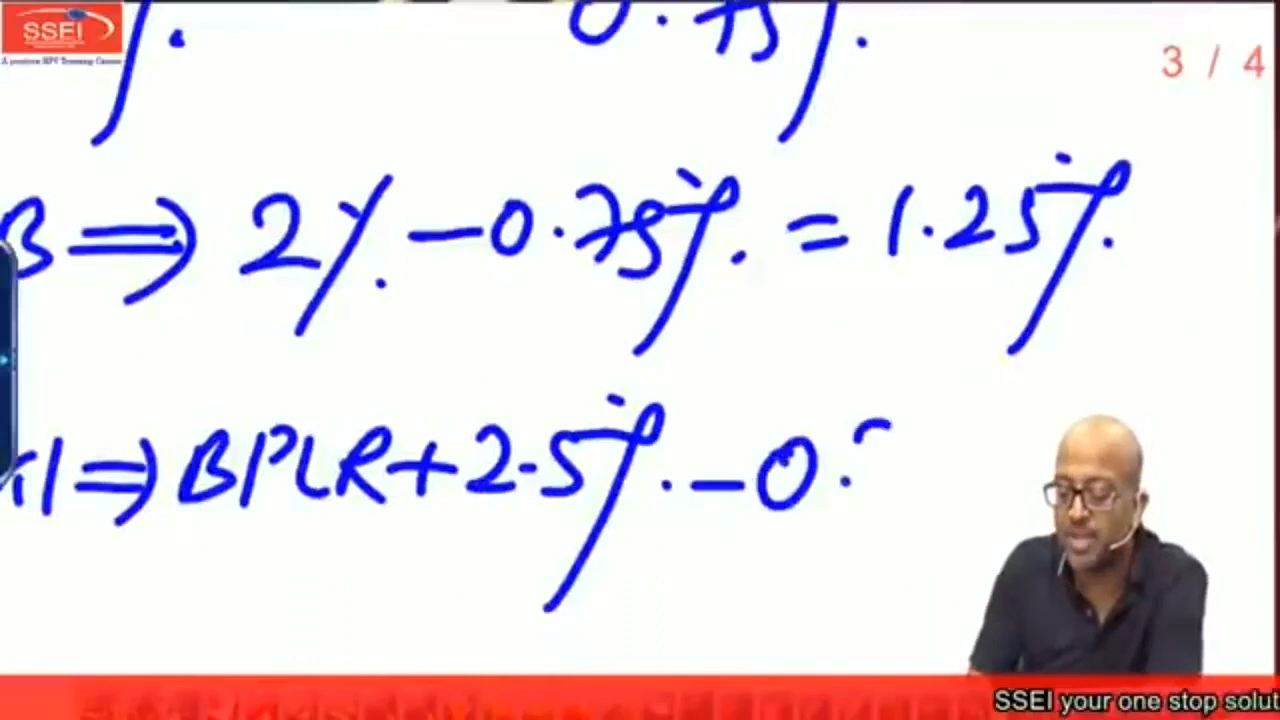 SSEI
0.75%.
3 / 4
B ⇒ 2% - 0.75%. = 1.25%.
⇒ BPLR + 2.5%. - 0.
SSEI your one stop solut